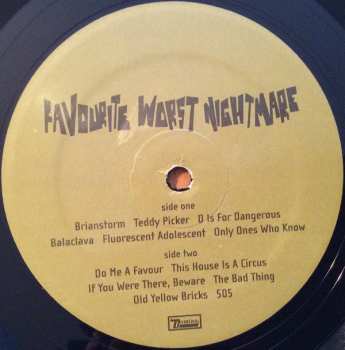 FAVOURITE WORST NIGHTMARE
side one
Brianstorm Teddy Picker D Is For Dangerous
Balaclava Fluorescent Adolescent Only Ones Who Know
side two
Do Me A Favour This House Is A Circus
If You Were There, Beware The Bad Thing
Old Yellow Bricks 505
Domino